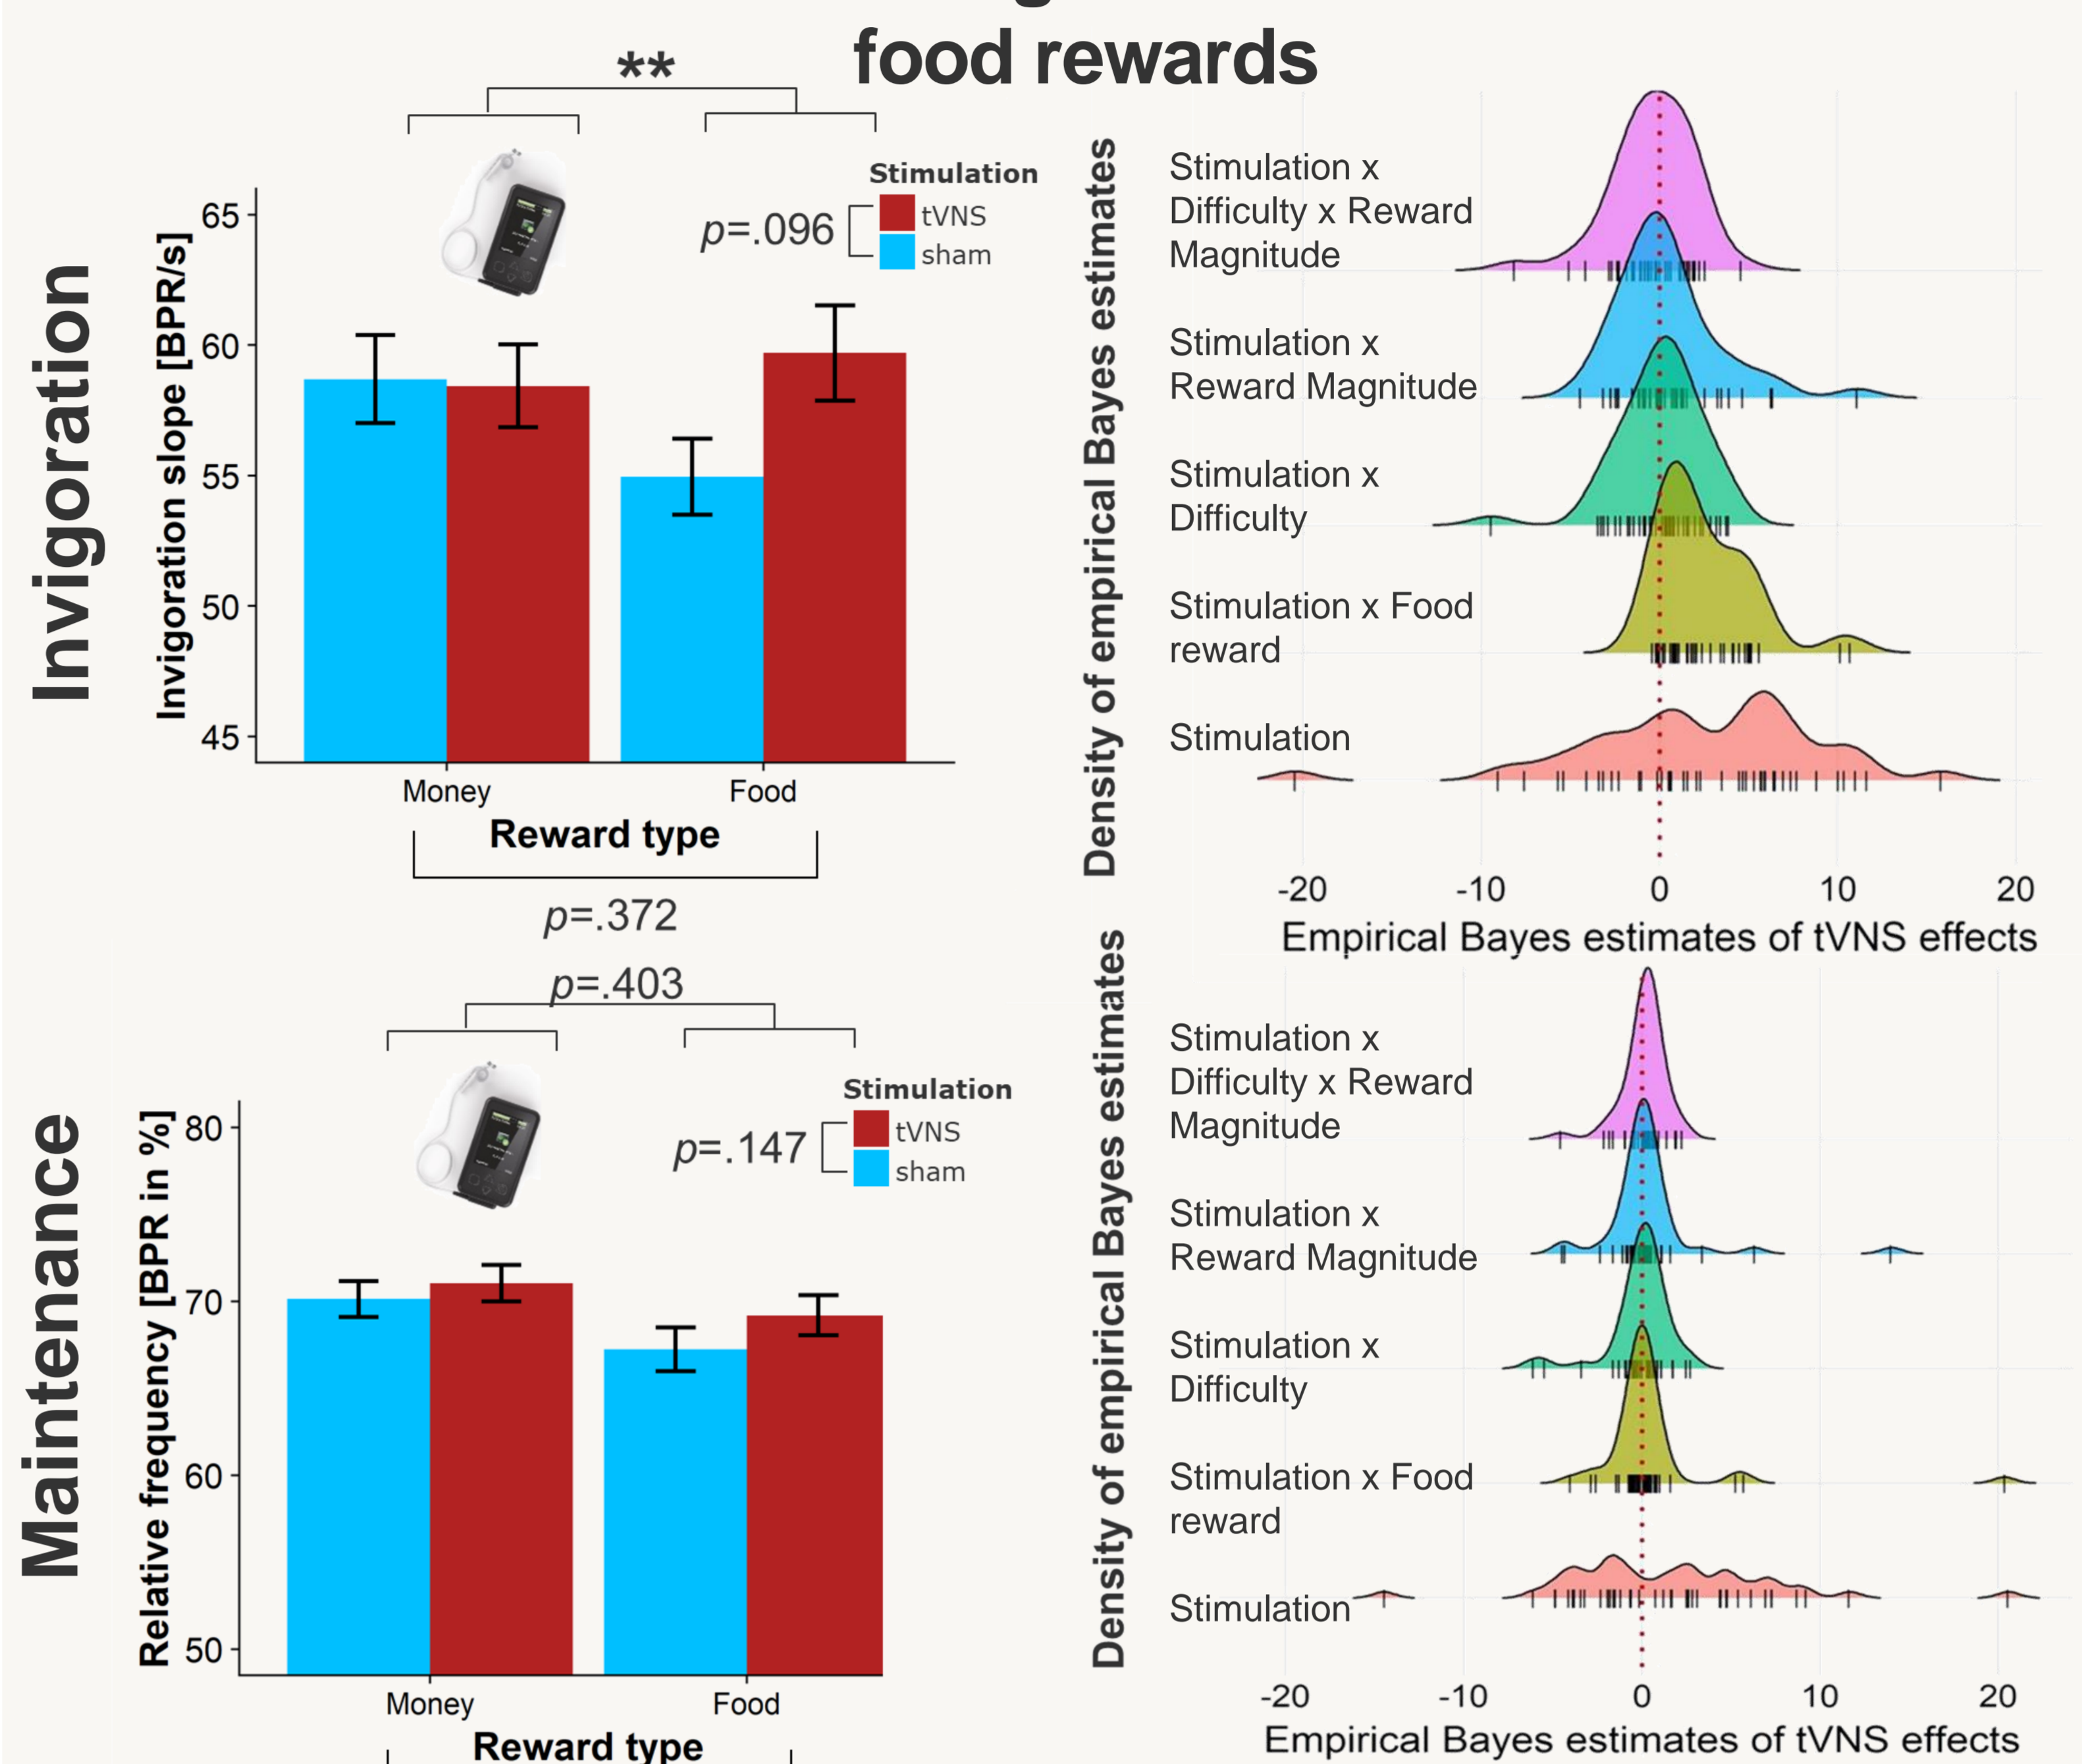 food rewards
**
Invigoration
Invigoration slope [BPR/s]
65
60
55
50
45
Stimulation
p=.096
tVNS
sham
Money
Food
Reward type
p=.372
Density of empirical Bayes estimates
Stimulation x
Difficulty x Reward
Magnitude
Stimulation x
Reward Magnitude
Stimulation x
Difficulty
Stimulation x Food
reward
Stimulation
-20
-10
0
10
20
Empirical Bayes estimates of tVNS effects
Maintenance
p=.403
Relative frequency [BPR in %]
80
70
60
50
Stimulation
p=.147
tVNS
sham
Money
Food
Reward type
Density of empirical Bayes estimates
Stimulation x
Difficulty x Reward
Magnitude
Stimulation x
Reward Magnitude
Stimulation x
Difficulty
Stimulation x Food
reward
Stimulation
-20
-10
0
10
20
Empirical Bayes estimates of tVNS effects